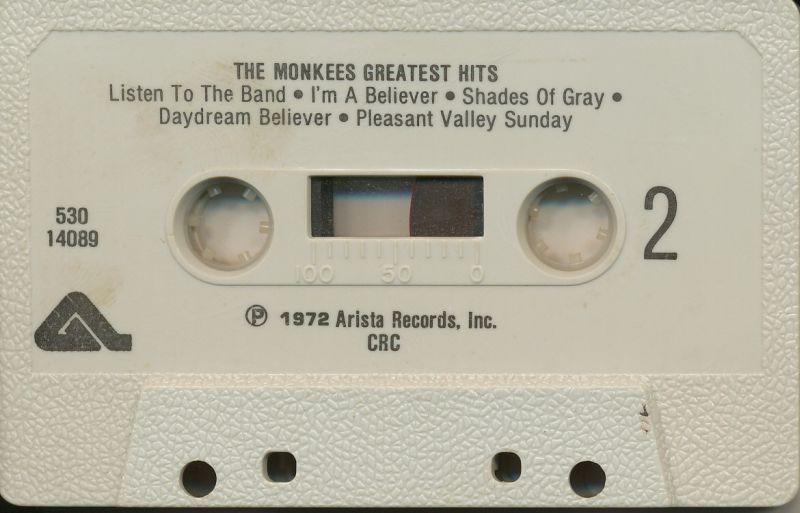 THE MONKEES GREATEST HITS
Listen To The Band • I'm A Believer • Shades Of Gray •
Daydream Believer • Pleasant Valley Sunday
530
14089
2
100 50 0
℗ 1972 Arista Records, Inc.
CRC